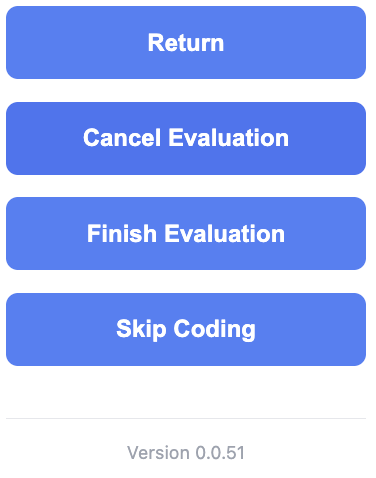 Return
Cancel Evaluation
Finish Evaluation
Skip Coding
Version 0.0.51